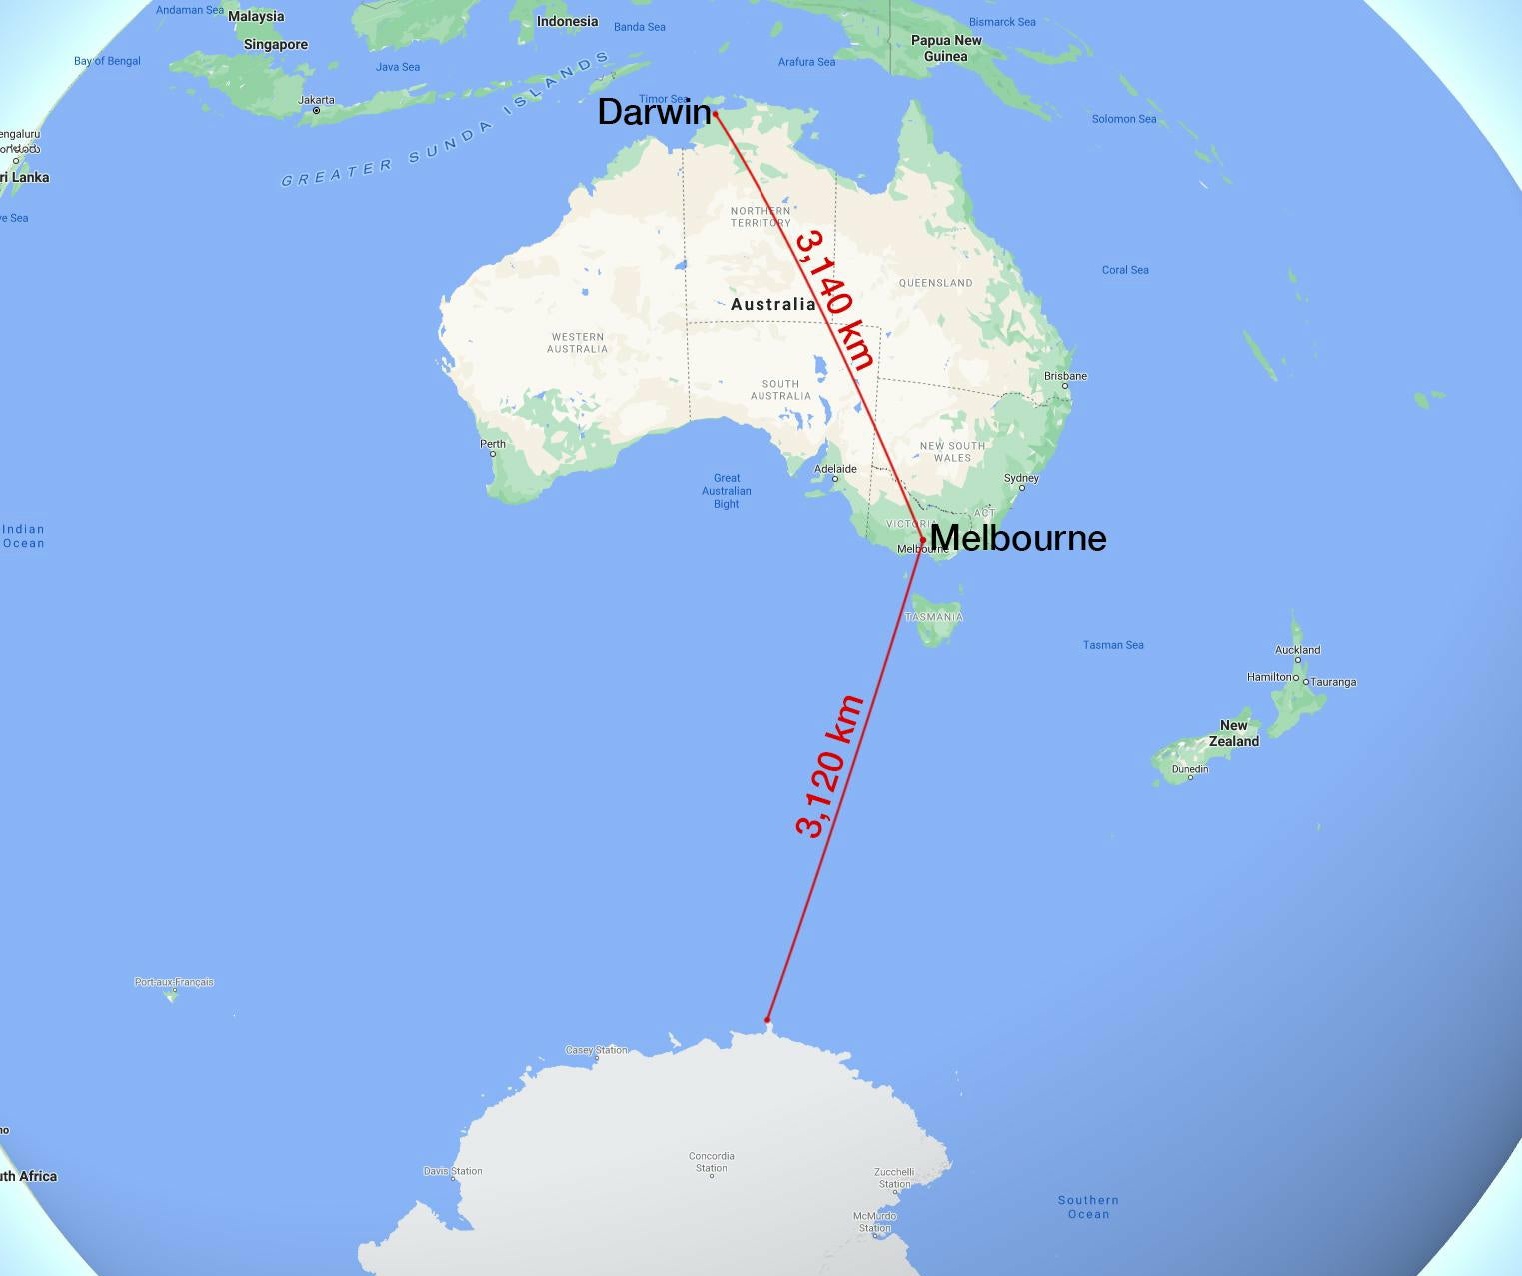 Andaman Sea
Malaysia
Singapore
Indonesia
Banda Sea
Bismarck Sea
Papua New
Guinea
Bay of Bengal
Java Sea
Arafura Sea
Jakarta
GREATER SUNDA ISLANDS
Timor Sea
Darwin
Solomon Sea
engaluru
ri Lanka
ve Sea
NORTHERN
TERRITORY
3,140 km
Coral Sea
QUEENSLAND
Australia
WESTERN
AUSTRALIA
SOUTH
AUSTRALIA
Brisbane
Perth
NEW SOUTH
WALES
Adelaide
Sydney
Great
Australian
Bight
ACT
VICTORIA
Indian
Ocean
Melbourne
Melbourne
TASMANIA
Tasman Sea
Auckland
Hamilton
Tauranga
3,120 km
New
Zealand
Dunedin
Port-aux-Français
Casey Station
Davis Station
Concordia
Station
Zucchelli
Station
McMurdo
Station
Southern
Ocean
no
uth Africa